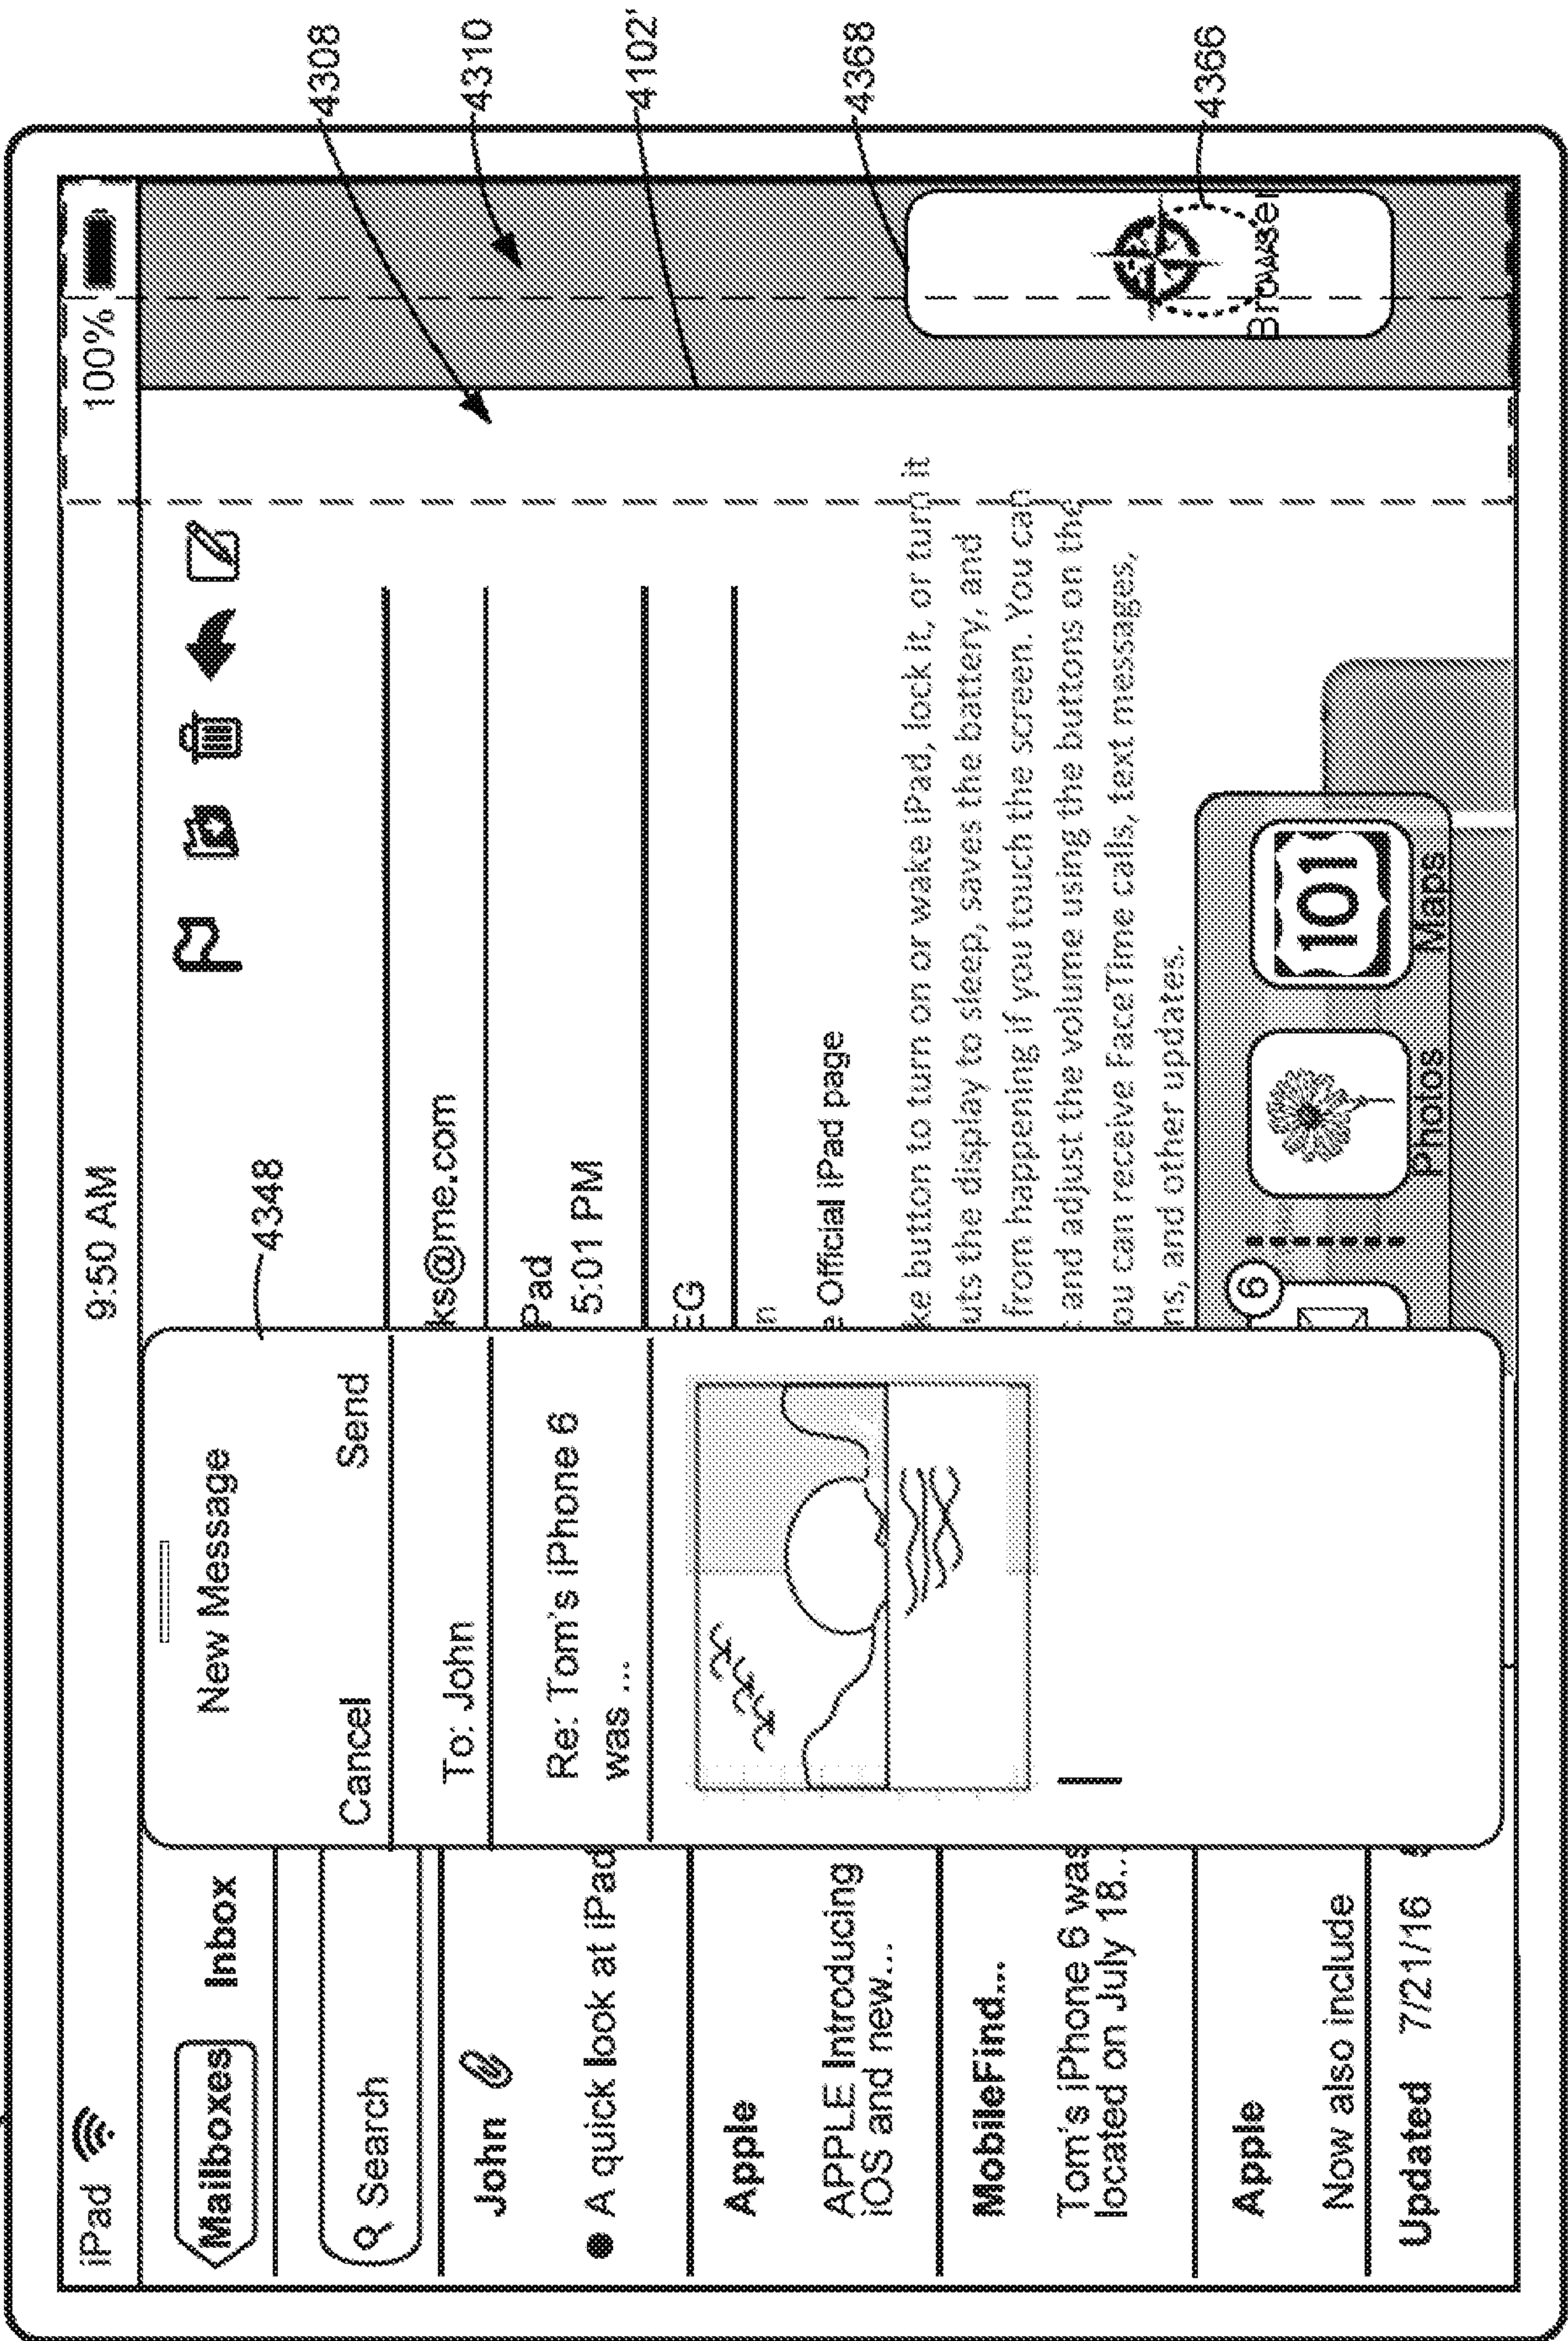 iPad 9:50 AM 100%
Mailboxes Inbox
Search
John
A quick look at iPad
Apple
APPLE Introducing
iOS and new...
MobileFind...
Tom's iPhone 6 was
located on July 18...
Apple
Now also include
Updated 7/21/16
New Message
Cancel Send
To: John
Re: Tom's iPhone 6
was ...
4348
ks@me.com
Pad
5:01 PM
EG
n
e Official iPad page
ke button to turn on or wake iPad, lock it, or turn it
uts the display to sleep, saves the battery, and
from happening if you touch the screen. You can
and adjust the volume using the buttons on the
ou can receive FaceTime calls, text messages,
ns, and other updates.
6
Photos
101
Maps
Browser
4308
4310
4102'
4368
4366